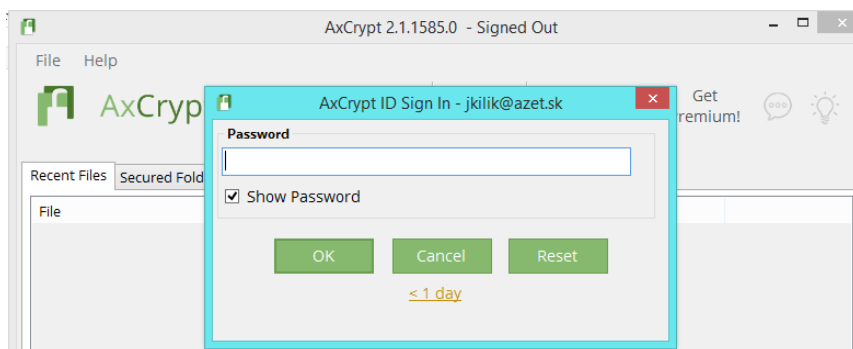 AxCrypt 2.1.1585.0 - Signed Out
File Help
AxCryp
Get
remium!
AxCrypt ID Sign In - jkilik@azet.sk
Password
Show Password
OK Cancel Reset
< 1 day
Recent Files Secured Fold
File